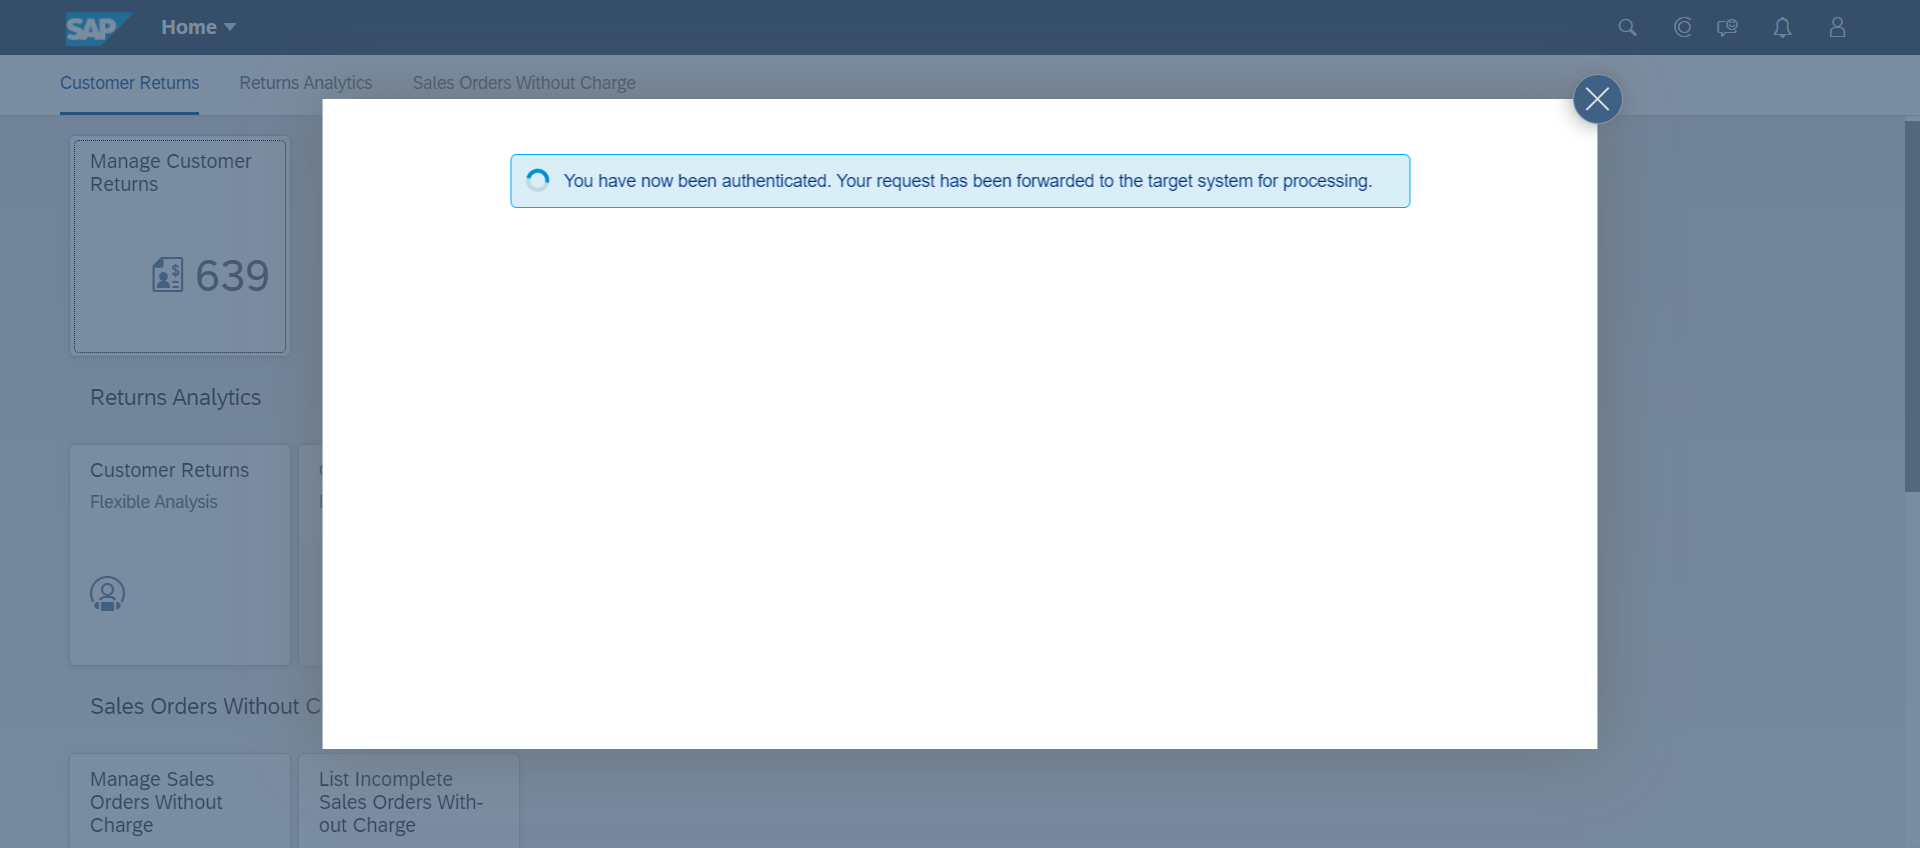 SAP Home
Customer Returns Returns Analytics Sales Orders Without Charge
You have now been authenticated. Your request has been forwarded to the target system for processing.
Manage Customer
Returns
639
Returns Analytics
Customer Returns
Flexible Analysis
Sales Orders Without C
Manage Sales
Orders Without
Charge
List Incomplete
Sales Orders With-
out Charge